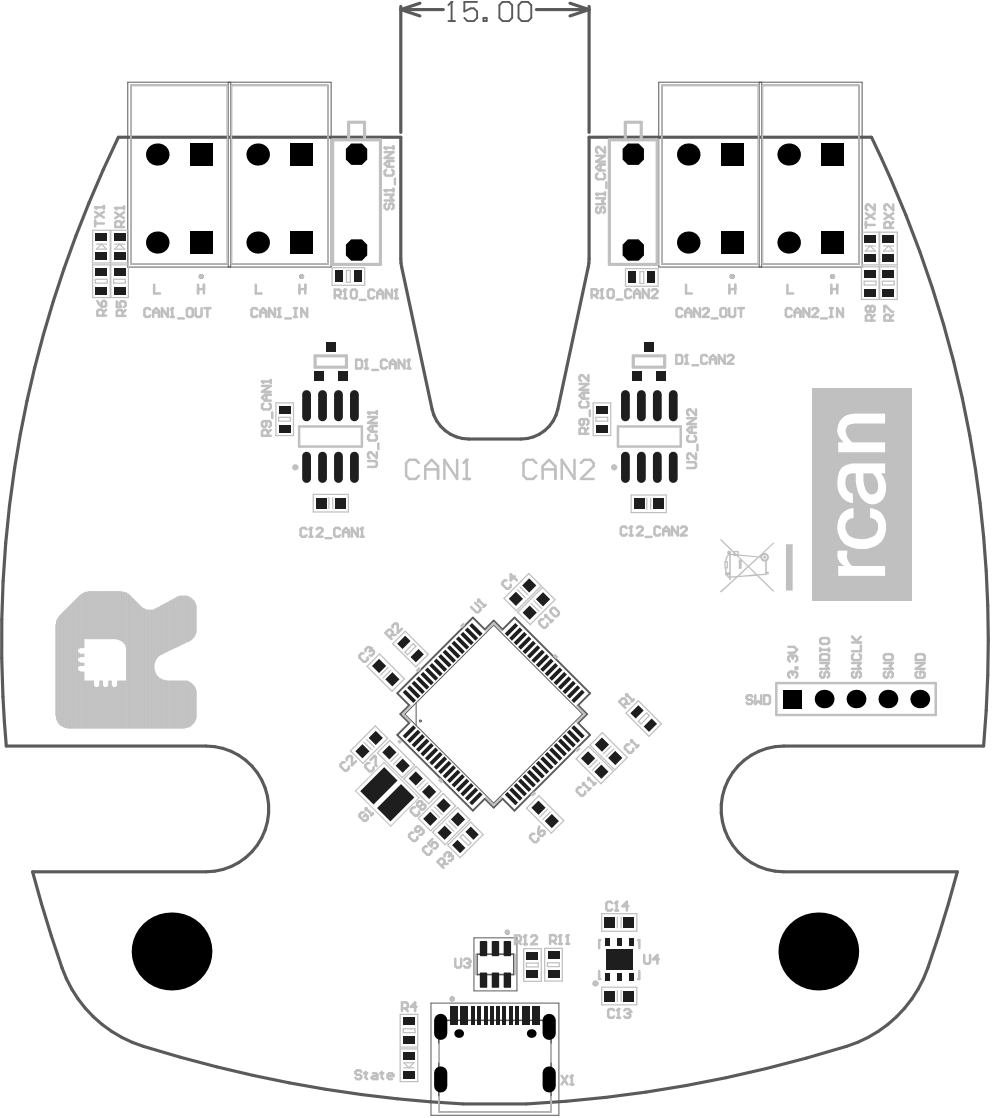 15.00
SW1_CAN1
SW1_CAN2
TX1
RX1
TX2
RX2
L H L H
R10_CAN1
R10_CAN2
L H L H
R6
R5
CAN1_OUT CAN1_IN
CAN2_OUT CAN2_IN
R8
R7
D1_CAN1
D1_CAN2
R9_CAN1
U2_CAN1
R9_CAN2
U2_CAN2
CAN1 CAN2
rcan
C12_CAN1
C12_CAN2
C4
U1
C10
R2
C3
3.3V
SWDIO
SWCLK
SWO
GND
SWD
R1
C2
C7
C1
C11
G1
C8
C9
C5
R3
C6
C14
R12 R11
U3
U4
R4
C13
State
X1